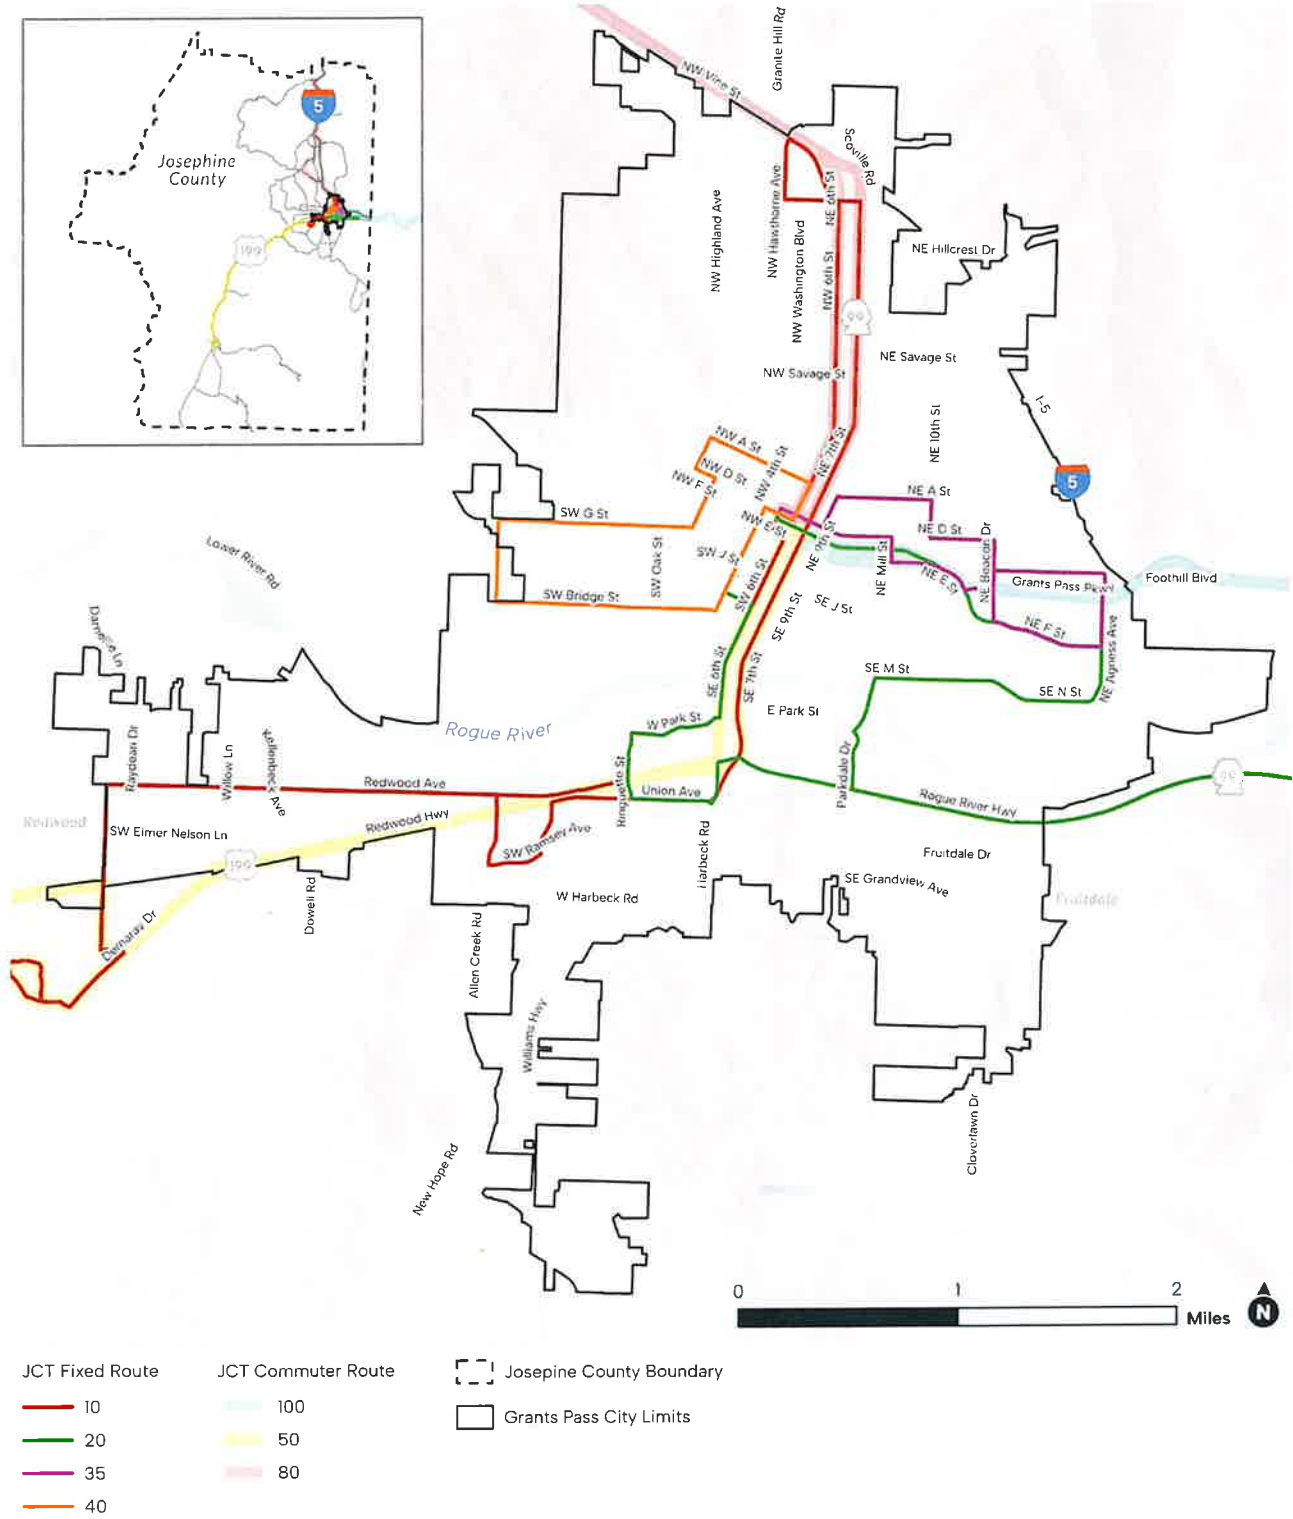 Granite Hill Rd
NW Vine St
5
Josephine
County
199
Scoville Rd
NW Highland Ave
NW Hawthorne Ave
NE 6th St
NW Washington Blvd
NW 6th St
NE Hillcrest Dr
99
NE Savage St
NW Savage St
I-5
NE 10th St
NE 7th St
NW A St
NW 4th St
NW D St
NW F St
5
NE A St
SW G St
NW E St
NE D St
NE 9th St
NE Beacon Dr
SW J St
SW Oak St
NE Mill St
NE E St
Grants Pass Pkwy
Foothill Blvd
Lower River Rd
SW 6th St
SW Bridge St
SE J St
SE 9th St
NE F St
NE Agness Ave
SE M St
SE 6th St
SE 7th St
SE N St
E Park St
W Park St
Rogue River
Raydean Dr
Willow Ln
Kellenbeck Ave
Redwood Ave
Ringuette St
Union Ave
Parkdale Dr
Rogue River Hwy
99
Redwood
SW Elmer Nelson Ln
Redwood Hwy
SW Ramsey Ave
199
Harbeck Rd
Fruitdale Dr
SE Grandview Ave
Fruitdale
Dowell Rd
W Harbeck Rd
Demaray Dr
Allen Creek Rd
Williams Hwy
New Hope Rd
Cloverlawn Dr
0 1 2
Miles
N
JCT Fixed Route
10
20
35
40
JCT Commuter Route
100
50
80
Josepine County Boundary
Grants Pass City Limits